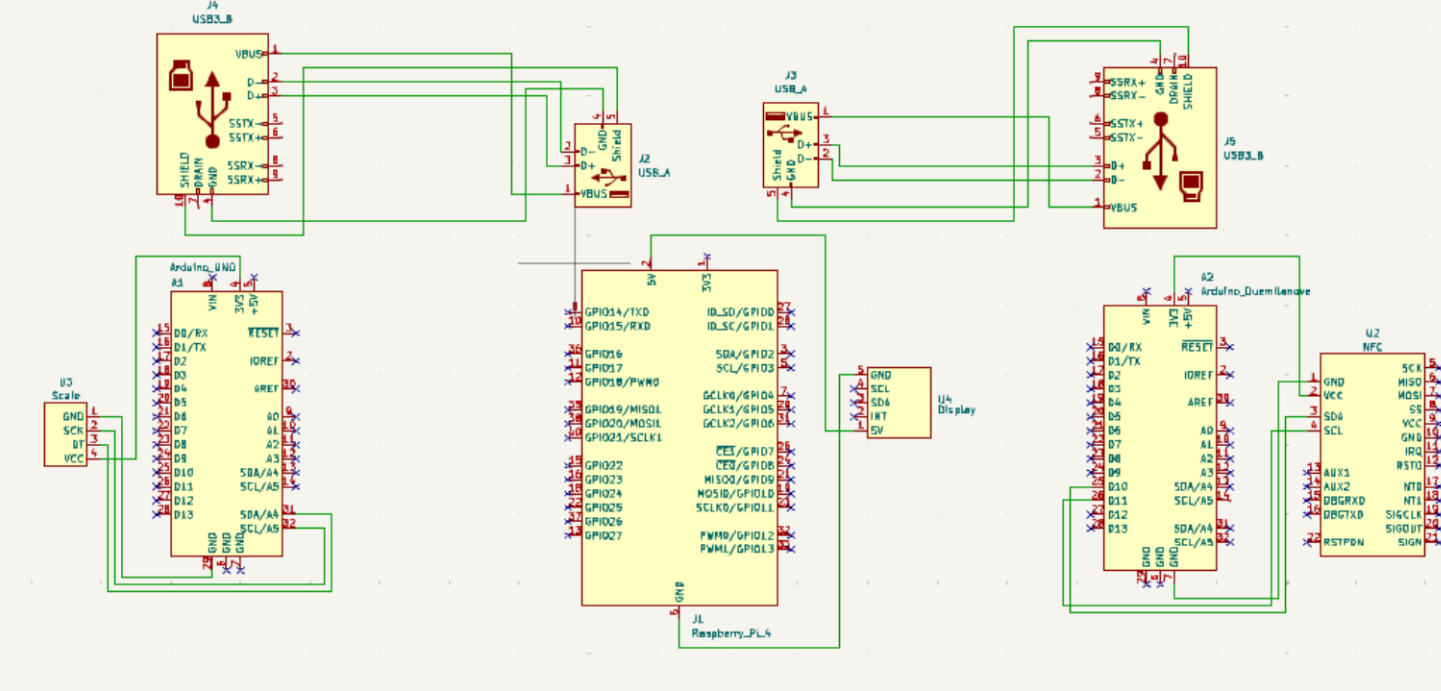 J4
USB3_B
VBUS 1
D- 2
D+ 3
SSTX- 5
SSTX+ 6
SSRX- 8
SSRX+ 9
SHIELD 10
DRAIN 7
GND 4
GND 4
Shield 5
D- 2
D+ 3
VBUS 1
J2
USB_A
J3
USB_A
VBUS 1
D+ 3
D- 2
Shield 5
GND 4
GND 4
DRAIN 7
SHIELD 10
9 SSRX+
8 SSRX-
6 SSTX+
5 SSTX-
3 D+
2 D-
1 VBUS
J5
USB3_B
Arduino_UNO
A1
VIN 8
3V3 4
+5V 5
15 D0/RX
16 D1/TX
17 D2
18 D3
19 D4
20 D5
21 D6
22 D7
23 D8
24 D9
25 D10
26 D11
27 D12
28 D13
RESET 3
IOREF 2
AREF 30
A0 9
A1 10
A2 11
A3 12
SDA/A4 13
SCL/A5 14
SDA/A4 31
SCL/A5 32
GND 29
GND 6
GND 7
U3
Scale
GND 1
SCK 2
DT 3
VCC 4
5V 2
3V3 1
8 GPIO14/TXD
10 GPIO15/RXD
36 GPIO16
11 GPIO17
12 GPIO18/PWM0
35 GPIO19/MISO1
38 GPIO20/MOSI1
40 GPIO21/SCLK1
15 GPIO22
16 GPIO23
18 GPIO24
22 GPIO25
37 GPIO26
13 GPIO27
ID_SD/GPIO0 27
ID_SC/GPIO1 28
SDA/GPIO2 3
SCL/GPIO3 5
GCLK0/GPIO4 7
GCLK1/GPIO5 29
GCLK2/GPIO6 31
CE1/GPIO7 26
CE0/GPIO8 24
MISO0/GPIO9 21
MOSI0/GPIO10 19
SCLK0/GPIO11 23
PWM0/GPIO12 32
PWM1/GPIO13 33
GND
J1
Raspberry_Pi_4
5 GND
4 SCL
3 SDA
2 INT
1 5V
U4
Display
A2
Arduino_Duemilanove
VIN 8
3V3 4
+5V 5
15 D0/RX
16 D1/TX
17 D2
18 D3
19 D4
20 D5
21 D6
22 D7
23 D8
24 D9
25 D10
26 D11
27 D12
28 D13
RESET 3
IOREF 2
AREF 30
A0 9
A1 10
A2 11
A3 12
SDA/A4 13
SCL/A5 14
SDA/A4 31
SCL/A5 32
GND 29
GND 6
GND 7
U2
NFC
1 GND
2 VCC
3 SDA
4 SCL
13 AUX1
14 AUX2
15 DBGRXD
16 DBGTXD
22 RSTPDN
SCK 5
MISO 6
MOSI 7
SS 8
VCC 9
GND 10
IRQ 11
RSTO 12
NT0 17
NT1 18
SIGCLK 19
SIGOUT 20
SIGN 21